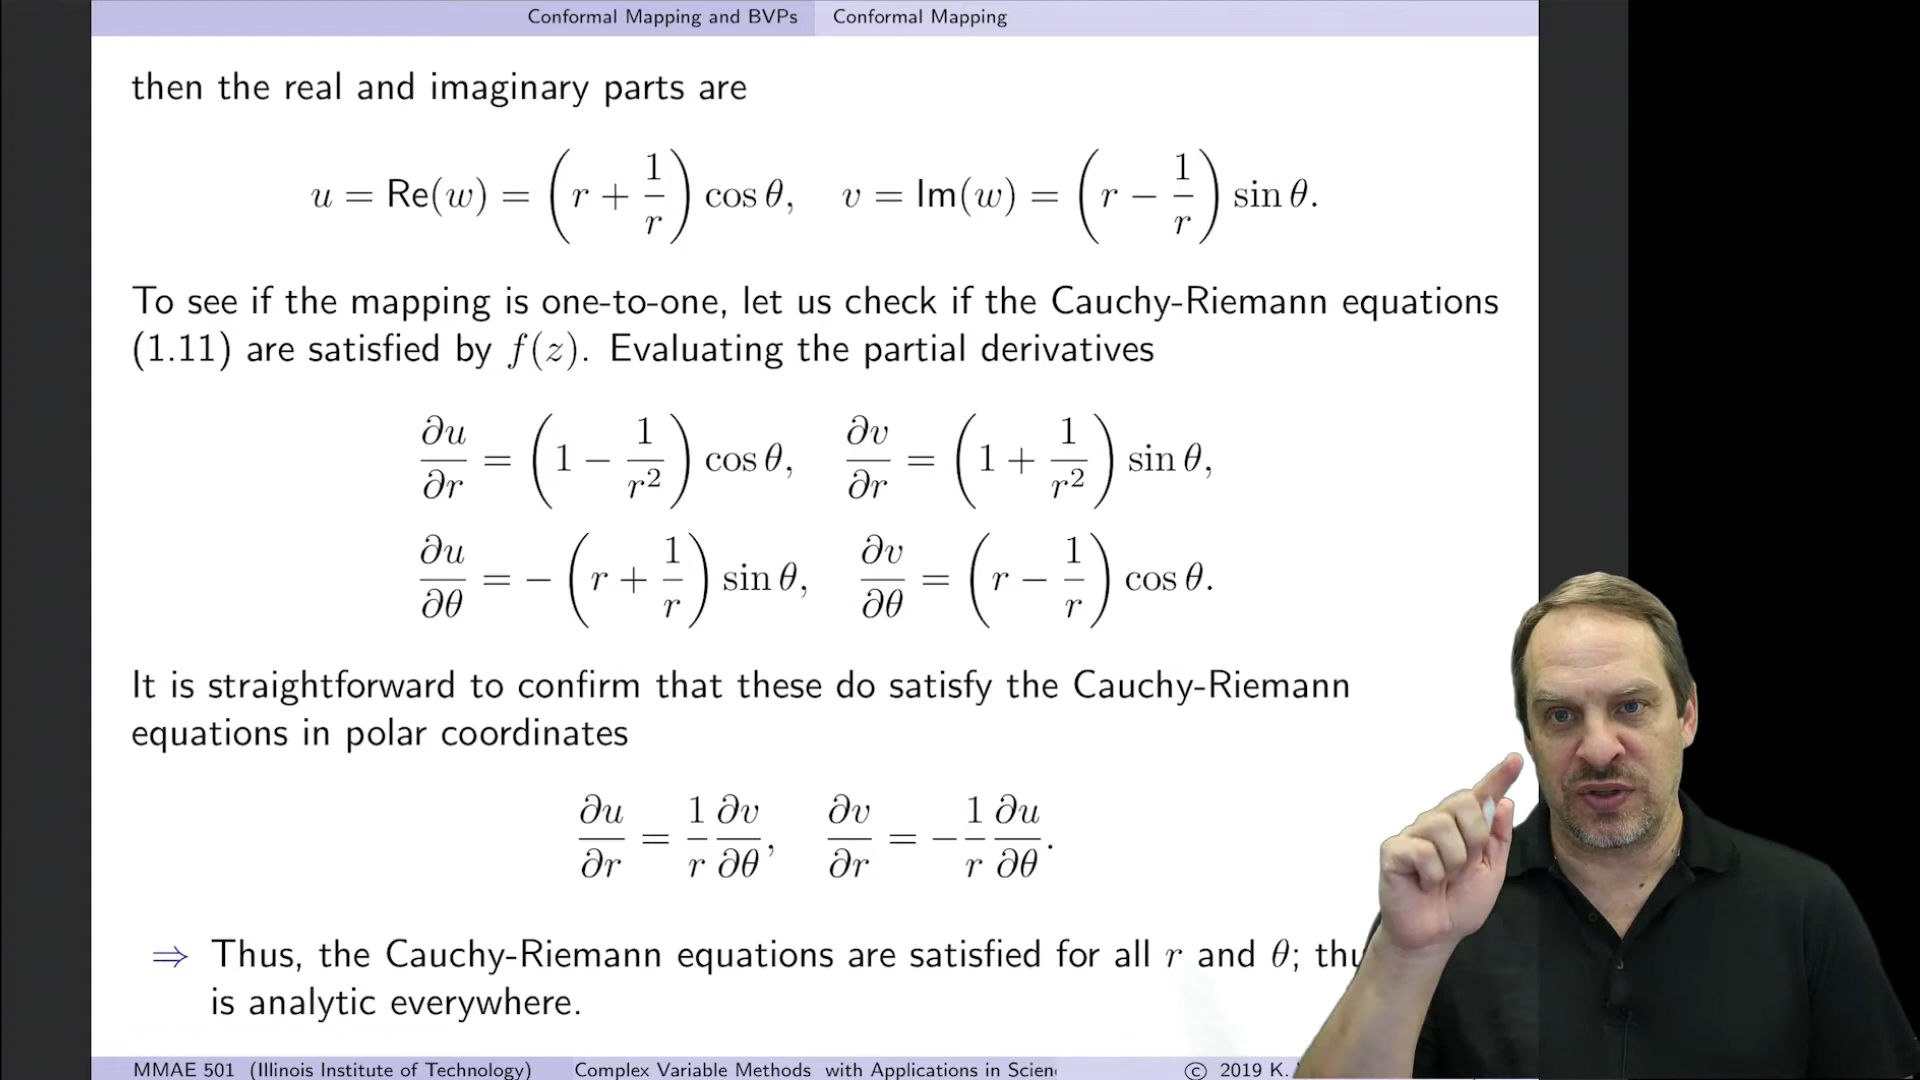 Conformal Mapping and BVPs Conformal Mapping
then the real and imaginary parts are
u = Re(w) = (r + 1/r) cos θ, v = Im(w) = (r − 1/r) sin θ.
To see if the mapping is one-to-one, let us check if the Cauchy-Riemann equations
(1.11) are satisfied by f(z). Evaluating the partial derivatives
∂u/∂r = (1 − 1/r²) cos θ, ∂v/∂r = (1 + 1/r²) sin θ,
∂u/∂θ = − (r + 1/r) sin θ, ∂v/∂θ = (r − 1/r) cos θ.
It is straightforward to confirm that these do satisfy the Cauchy-Riemann
equations in polar coordinates
∂u/∂r = 1/r ∂v/∂θ, ∂v/∂r = − 1/r ∂u/∂θ.
⇒ Thus, the Cauchy-Riemann equations are satisfied for all r and θ; thu
is analytic everywhere.
MMAE 501 (Illinois Institute of Technology) Complex Variable Methods with Applications in Scien © 2019 K.